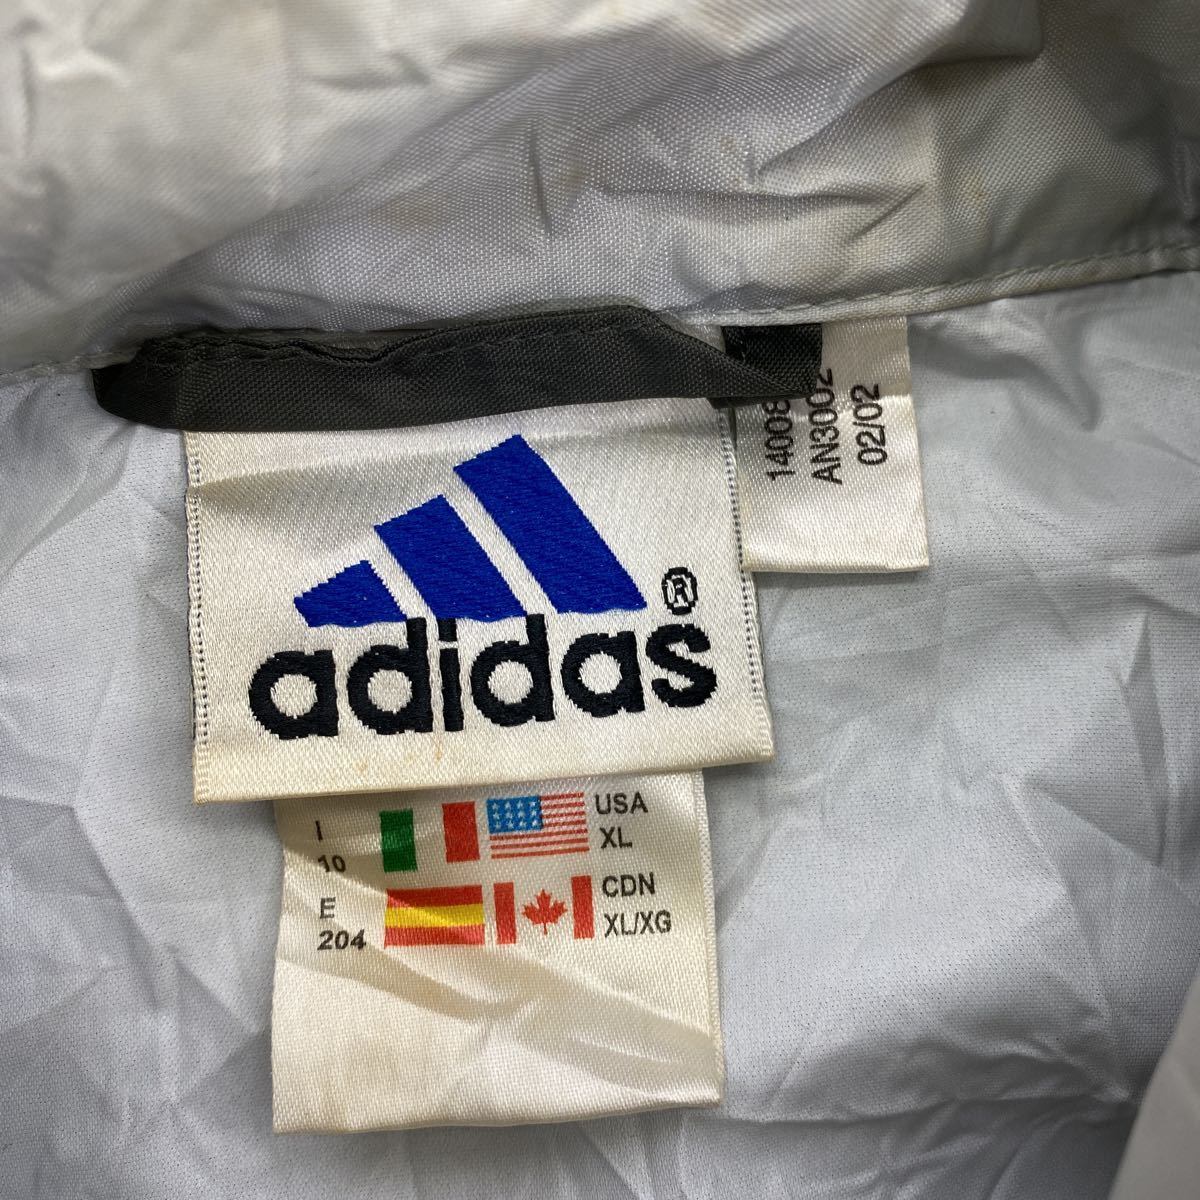 14008
AN3002
02/02
®
adidas
I
10
USA
XL
E
204
CDN
XL/XG